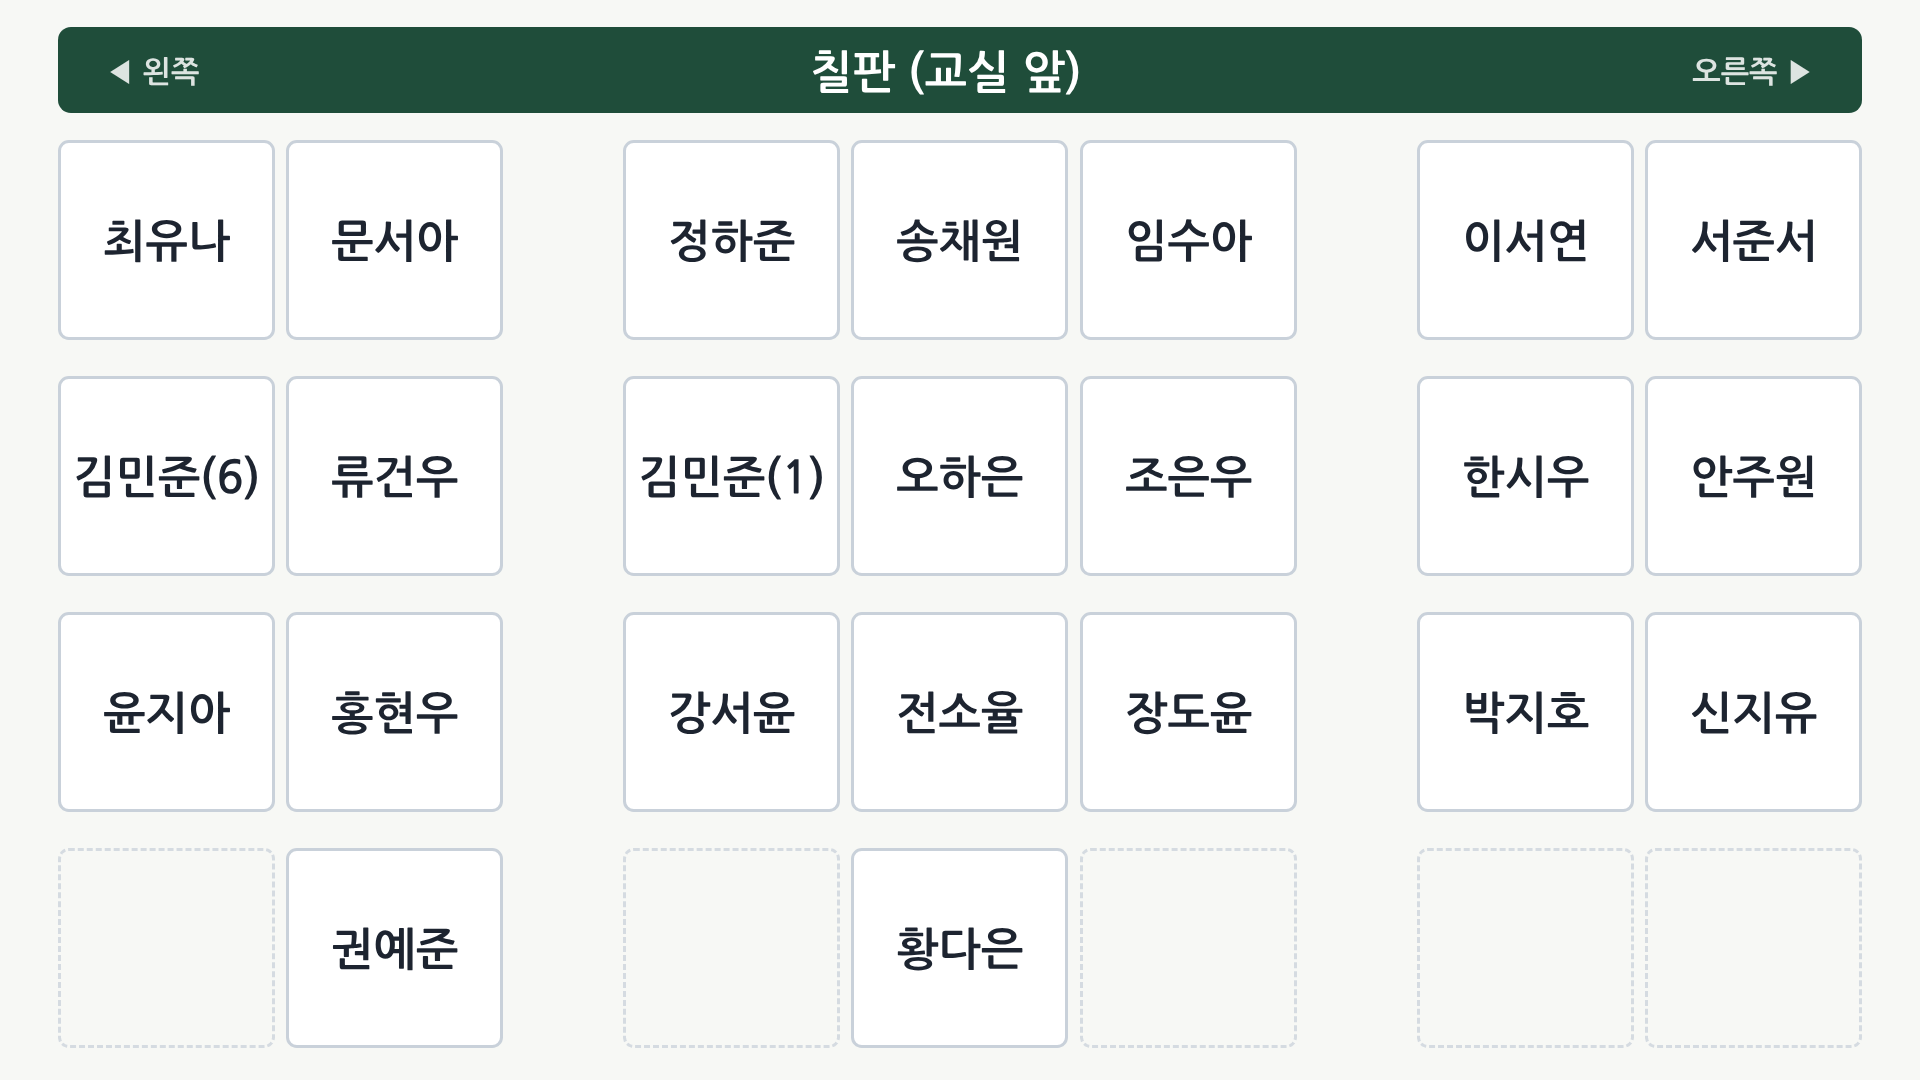 ◀ 왼쪽 칠판 (교실 앞) 오른쪽 ▶
최유나 문서아 정하준 송채원 임수아 이서연 서준서
김민준(6) 류건우 김민준(1) 오하은 조은우 한시우 안주원
윤지아 홍현우 강서윤 전소율 장도윤 박지호 신지유
권예준 황다은